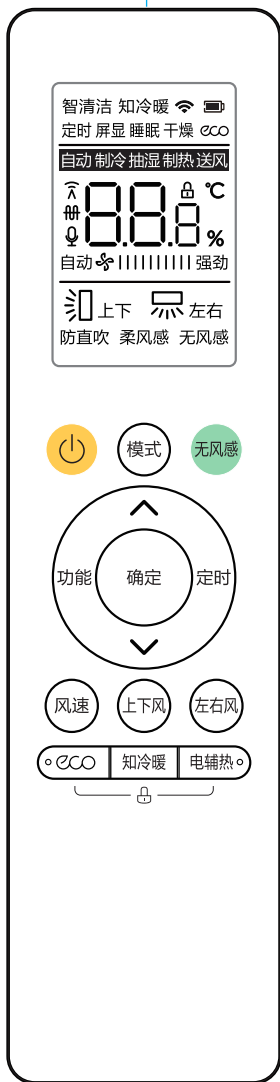 智清洁 知冷暖
定时 屏显 睡眠 干燥 eco
自动 制冷 抽湿 制热 送风
88.8 ℃ %
自动 强劲
上下 左右
防直吹 柔风感 无风感
模式 无风感
功能 确定 定时
风速 上下风 左右风
eco 知冷暖 电辅热